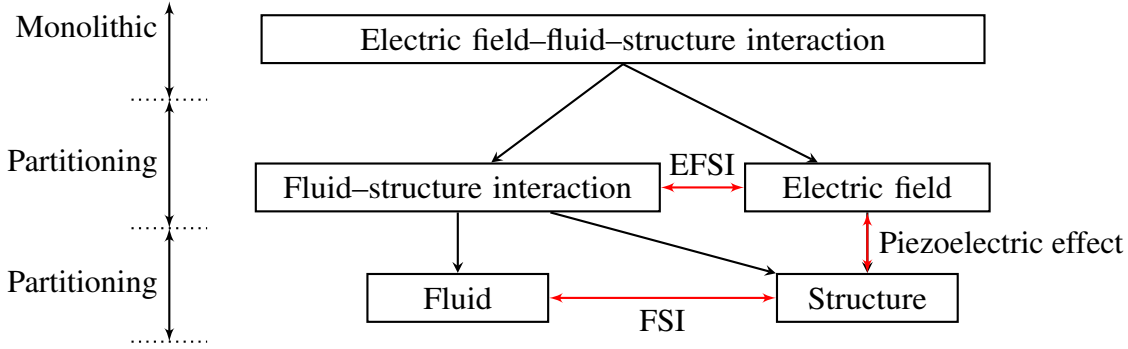 Monolithic
Electric field–fluid–structure interaction
Partitioning
Fluid–structure interaction
EFSI
Electric field
Piezoelectric effect
Partitioning
Fluid
FSI
Structure